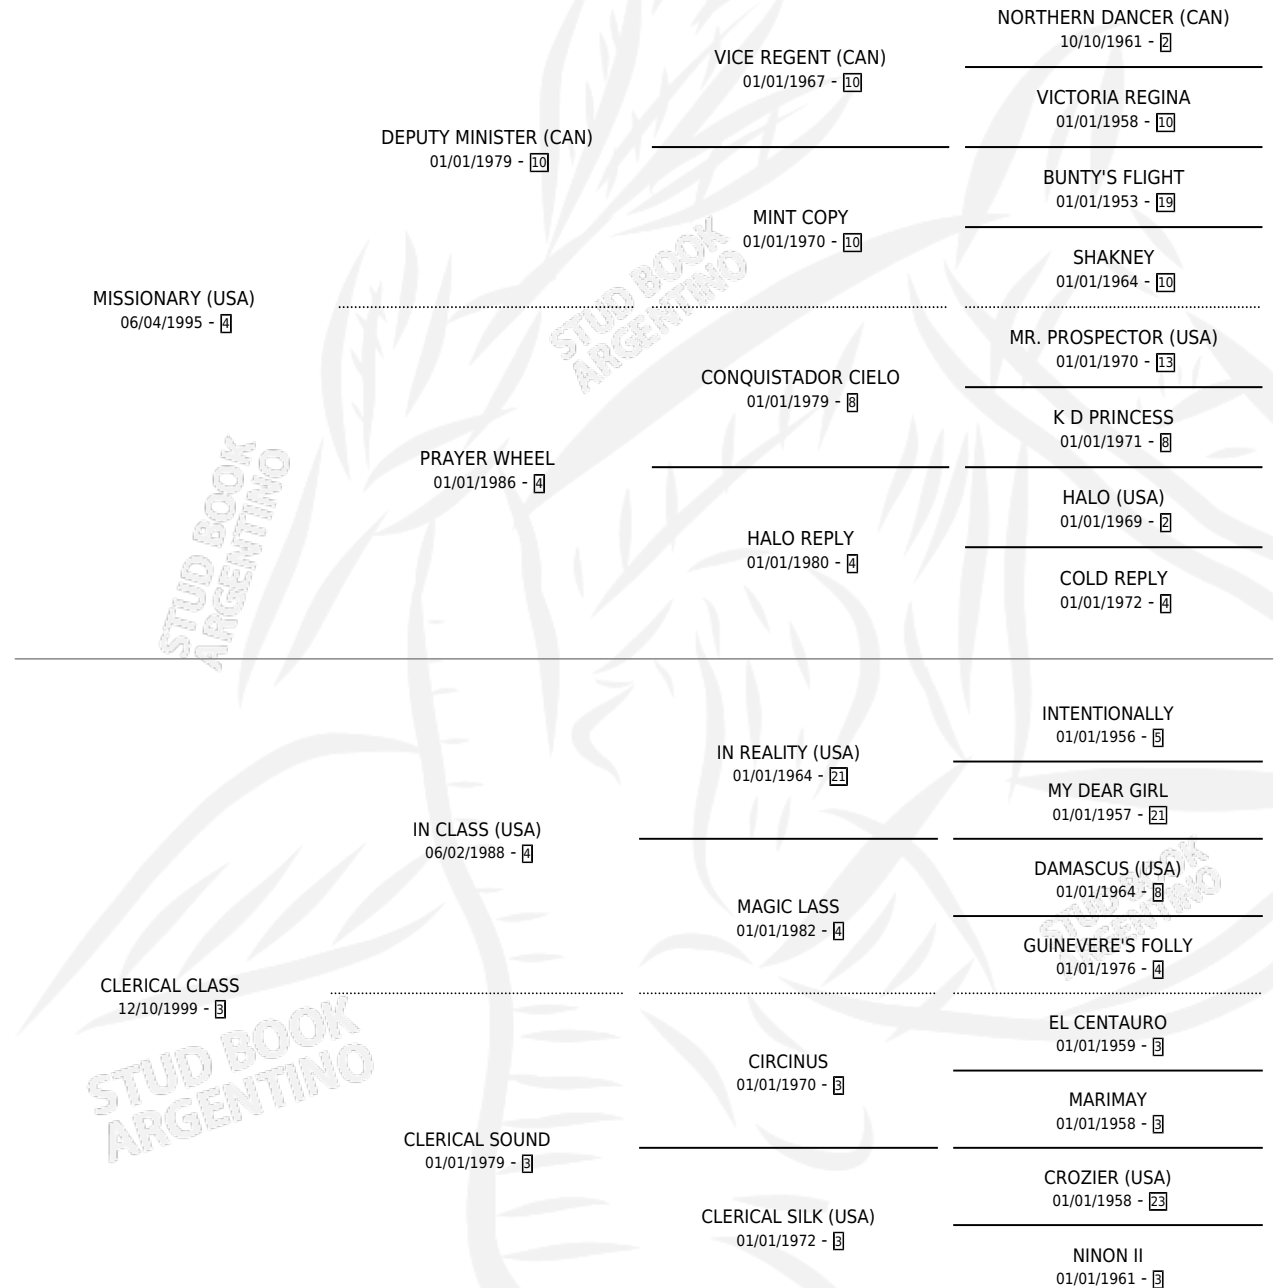 NORTHERN DANCER (CAN)
10/10/1961 - 2
VICE REGENT (CAN)
01/01/1967 - 10
VICTORIA REGINA
01/01/1958 - 10
DEPUTY MINISTER (CAN)
01/01/1979 - 10
BUNTY'S FLIGHT
01/01/1953 - 19
MINT COPY
01/01/1970 - 10
SHAKNEY
01/01/1964 - 10
MISSIONARY (USA)
06/04/1995 - 4
MR. PROSPECTOR (USA)
01/01/1970 - 13
CONQUISTADOR CIELO
01/01/1979 - 8
K D PRINCESS
01/01/1971 - 8
PRAYER WHEEL
01/01/1986 - 4
HALO (USA)
01/01/1969 - 2
HALO REPLY
01/01/1980 - 4
COLD REPLY
01/01/1972 - 4
INTENTIONALLY
01/01/1956 - 5
IN REALITY (USA)
01/01/1964 - 21
MY DEAR GIRL
01/01/1957 - 21
IN CLASS (USA)
06/02/1988 - 4
DAMASCUS (USA)
01/01/1964 - 8
MAGIC LASS
01/01/1982 - 4
GUINEVERE'S FOLLY
01/01/1976 - 4
CLERICAL CLASS
12/10/1999 - 3
EL CENTAURO
01/01/1959 - 3
CIRCINUS
01/01/1970 - 3
MARIMAY
01/01/1958 - 3
CLERICAL SOUND
01/01/1979 - 3
CROZIER (USA)
01/01/1958 - 23
CLERICAL SILK (USA)
01/01/1972 - 3
NINON II
01/01/1961 - 3
STUD BOOK
ARGENTINO
STUD BOOK
ARGENTINO
STUD BOOK
ARGENTINO
STUD BOOK
ARGENTINO